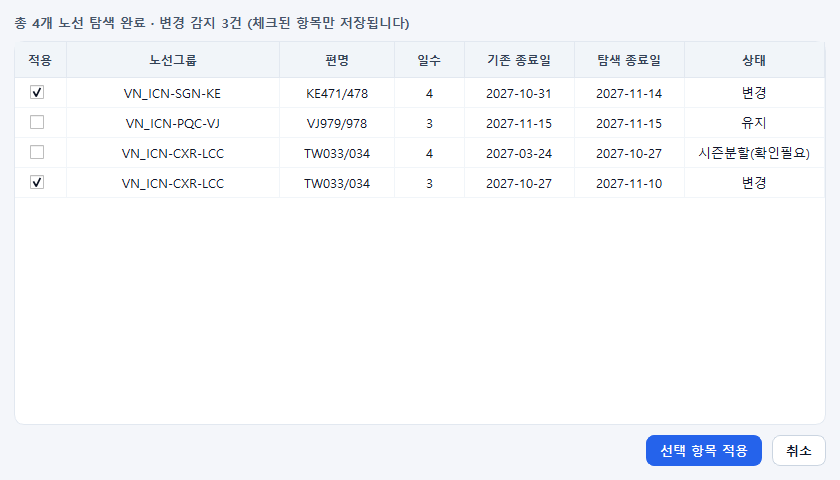 총 4개 노선 탐색 완료 · 변경 감지 3건 (체크된 항목만 저장됩니다)
적용 노선그룹 편명 일수 기존 종료일 탐색 종료일 상태
VN_ICN-SGN-KE KE471/478 4 2027-10-31 2027-11-14 변경
VN_ICN-PQC-VJ VJ979/978 3 2027-11-15 2027-11-15 유지
VN_ICN-CXR-LCC TW033/034 4 2027-03-24 2027-10-27 시즌분할(확인필요)
VN_ICN-CXR-LCC TW033/034 3 2027-10-27 2027-11-10 변경
선택 항목 적용 취소